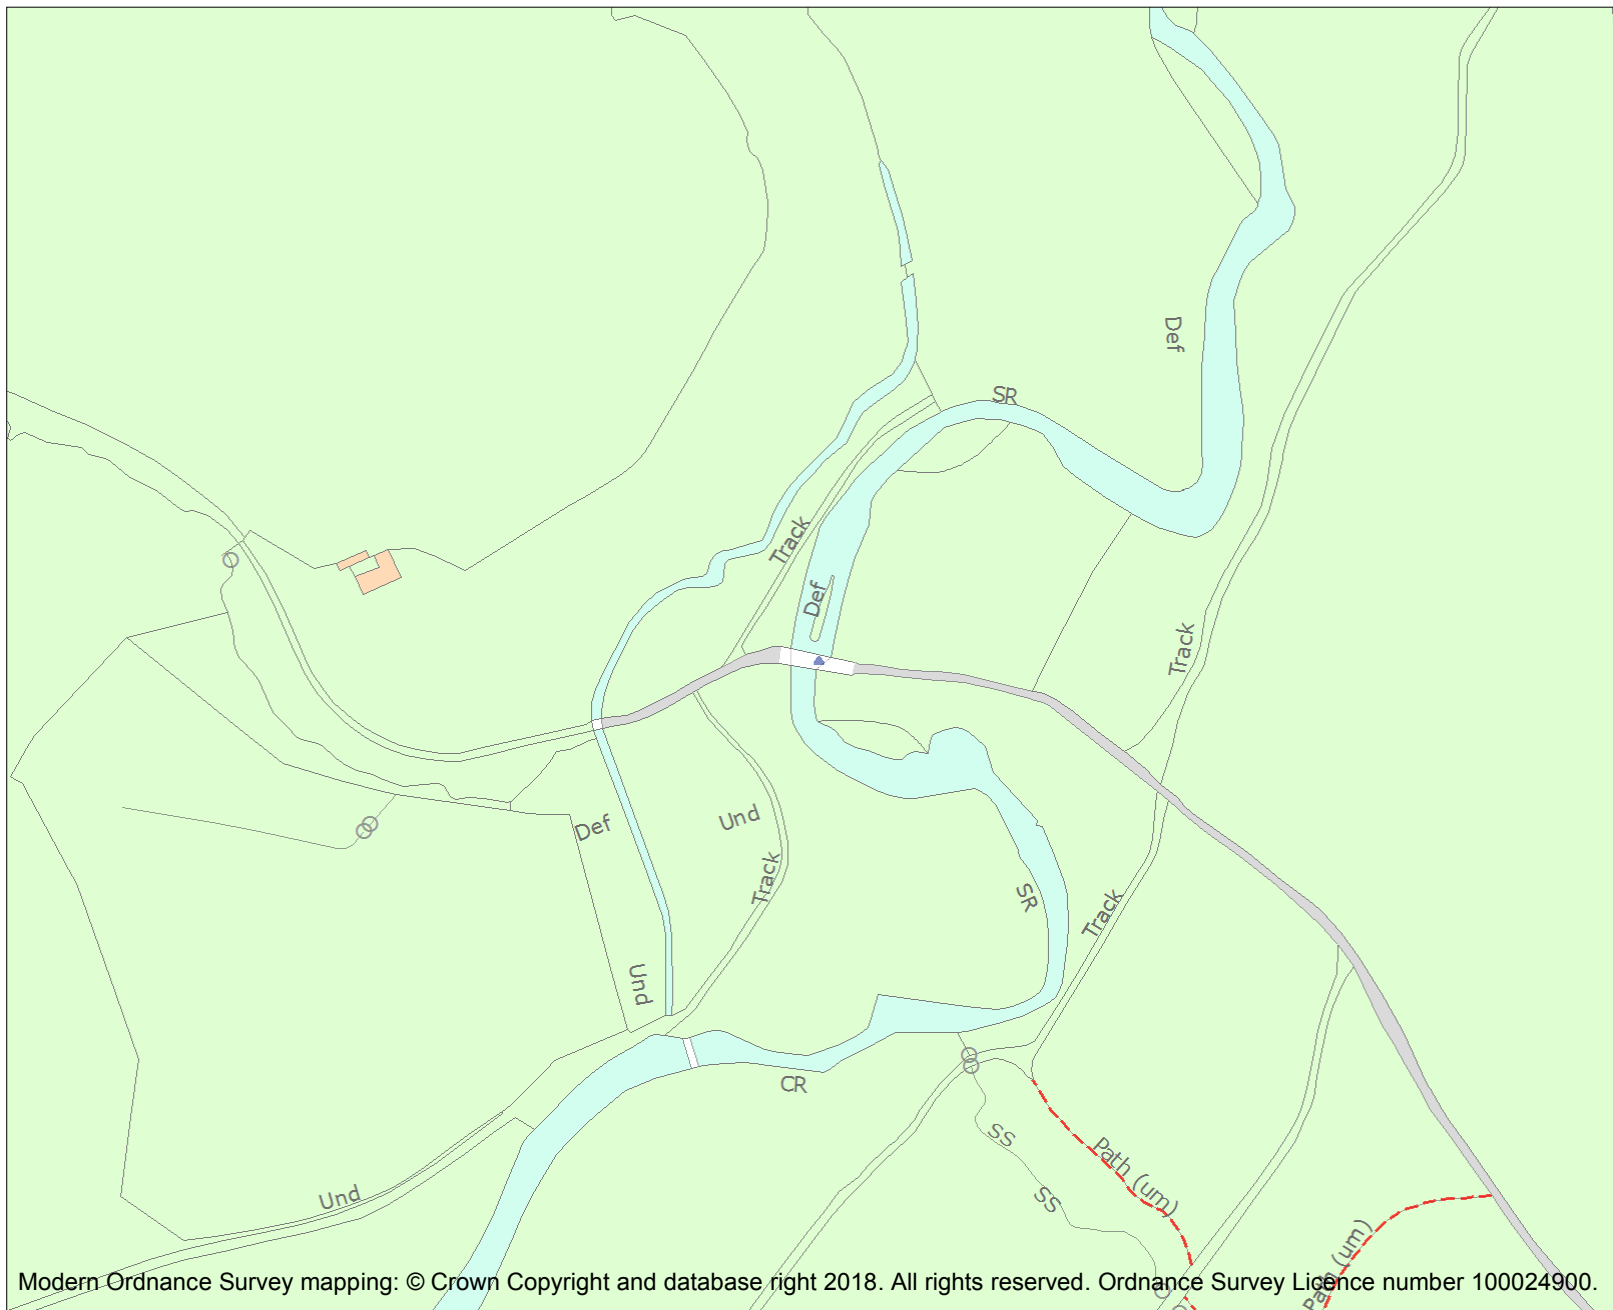 Def
SR
Track
Def
Track
Def
Und
Track
SR
Track
Und
CR
SS
Path (um)
SS
Und
Path (um)
Modern Ordnance Survey mapping: © Crown Copyright and database right 2018. All rights reserved. Ordnance Survey Licence number 100024900.